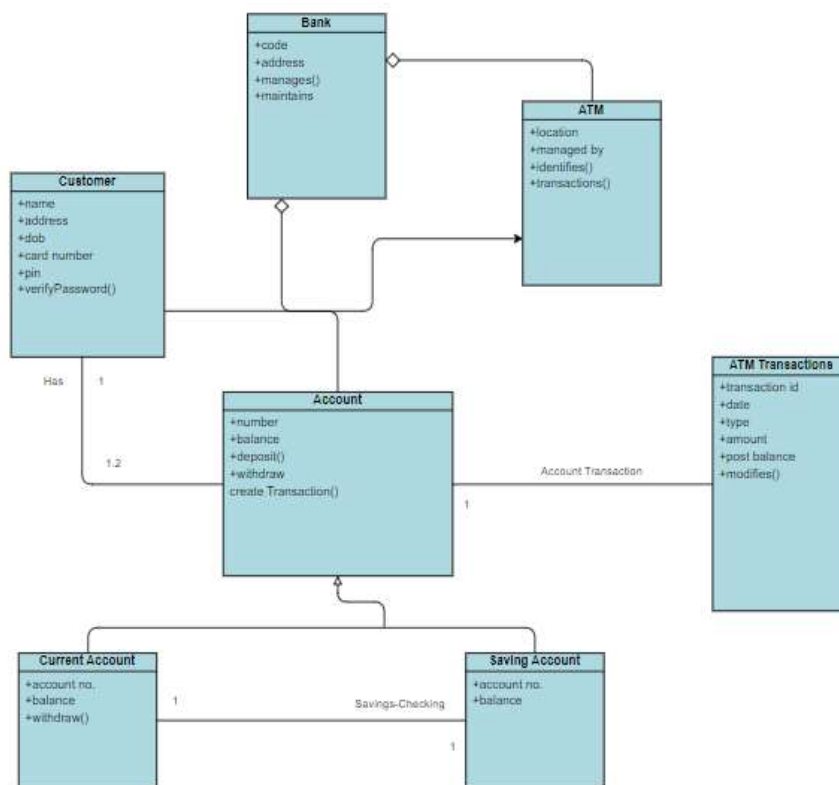 Bank
+code
+address
+manages()
+maintains
ATM
+location
+managed by
+identifies()
+transactions()
Customer
+name
+address
+dob
+card number
+pin
+verifyPassword()
Has
1
1.2
Account
+number
+balance
+deposit()
+withdraw
create Transaction()
Account Transaction
1
ATM Transactions
+transaction id
+date
+type
+amount
+post balance
+modifies()
Current Account
+account no.
+balance
+withdraw()
1
Savings-Checking
1
Saving Account
+account no.
+balance